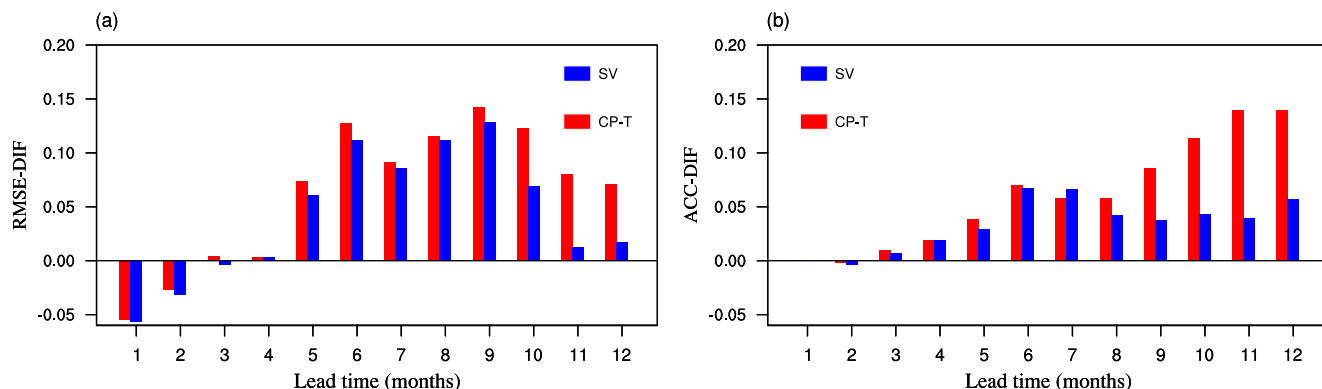 (a)
RMSE-DIF
0.20
0.15
0.10
0.05
0.00
-0.05
SV
CP-T
1 2 3 4 5 6 7 8 9 10 11 12
Lead time (months)
(b)
ACC-DIF
0.20
0.15
0.10
0.05
0.00
-0.05
SV
CP-T
1 2 3 4 5 6 7 8 9 10 11 12
Lead time (months)